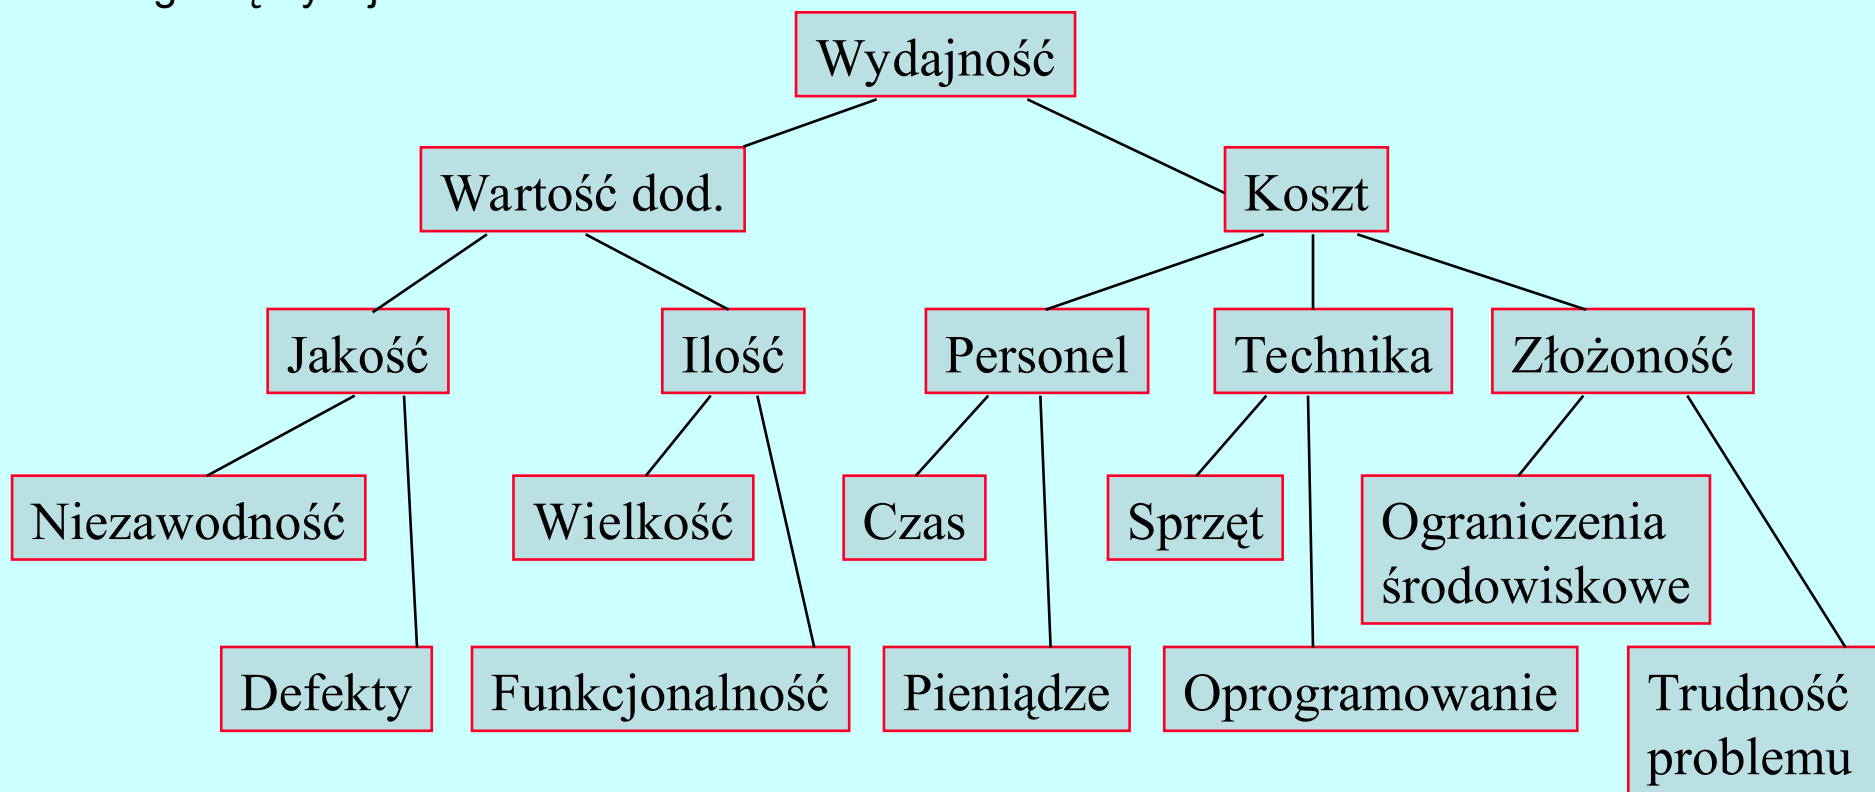 Wydajność
Wartość dod.
Koszt
Jakość
Ilość
Personel
Technika
Złożoność
Niezawodność
Wielkość
Czas
Sprzęt
Ograniczenia
środowiskowe
Defekty
Funkcjonalność
Pieniądze
Oprogramowanie
Trudność
problemu